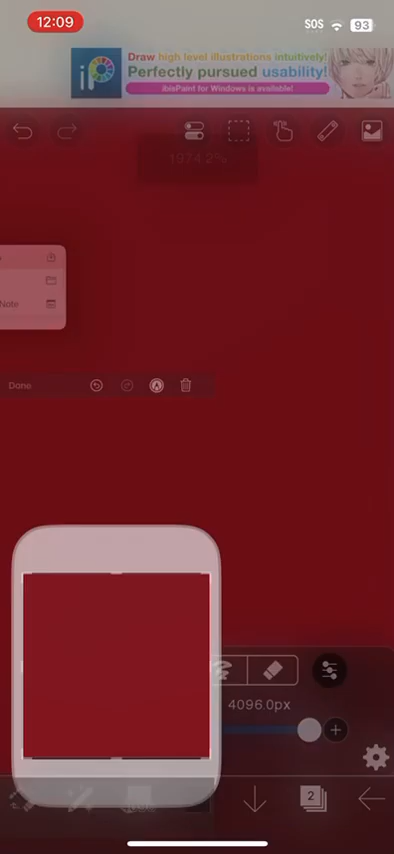 12:09
SOS
93
Draw high level illustrations intuitively!
Perfectly pursued usability!
ibisPaint for Windows is available!
1974.2%
Note
Done
4096.0px
2